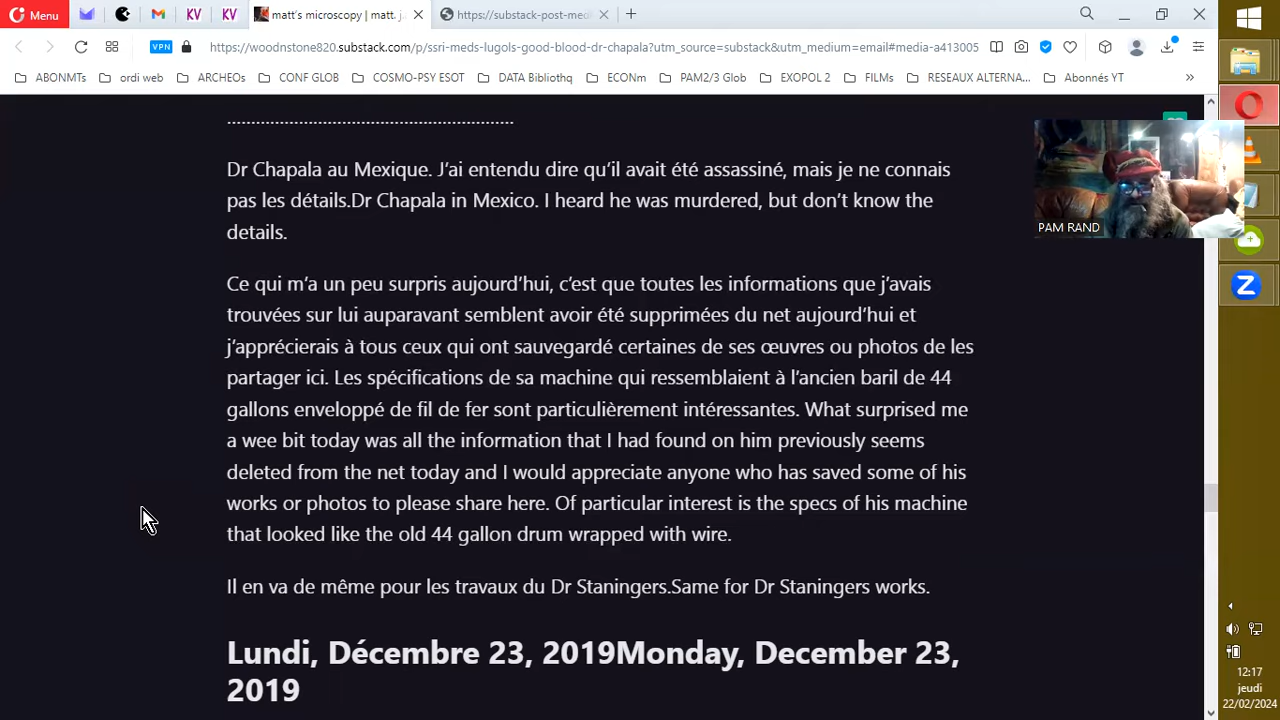 Menu
KV
KV
matt's microscopy | matt. j
https://substack-post-med
VPN
https://woodnstone820.substack.com/p/ssri-meds-lugols-good-blood-dr-chapala?utm_source=substack&utm_medium=email#media-a413005
ABONMTs
ordi web
ARCHEOs
CONF GLOB
COSMO-PSY ESOT
DATA Bibliothq
ECONm
PAM2/3 Glob
EXOPOL 2
FILMs
RESEAUX ALTERNA...
Abonnés YT
»
------------------------------------------------------------
Dr Chapala au Mexique. J'ai entendu dire qu'il avait été assassiné, mais je ne connais
pas les détails.Dr Chapala in Mexico. I heard he was murdered, but don't know the
details.
Ce qui m'a un peu surpris aujourd'hui, c'est que toutes les informations que j'avais
trouvées sur lui auparavant semblent avoir été supprimées du net aujourd'hui et
j'apprécierais à tous ceux qui ont sauvegardé certaines de ses œuvres ou photos de les
partager ici. Les spécifications de sa machine qui ressemblaient à l'ancien baril de 44
gallons enveloppé de fil de fer sont particulièrement intéressantes. What surprised me
a wee bit today was all the information that I had found on him previously seems
deleted from the net today and I would appreciate anyone who has saved some of his
works or photos to please share here. Of particular interest is the specs of his machine
that looked like the old 44 gallon drum wrapped with wire.
Il en va de même pour les travaux du Dr Staningers.Same for Dr Staningers works.
Lundi, Décembre 23, 2019Monday, December 23,
2019
PAM RAND
12:17
jeudi
22/02/2024